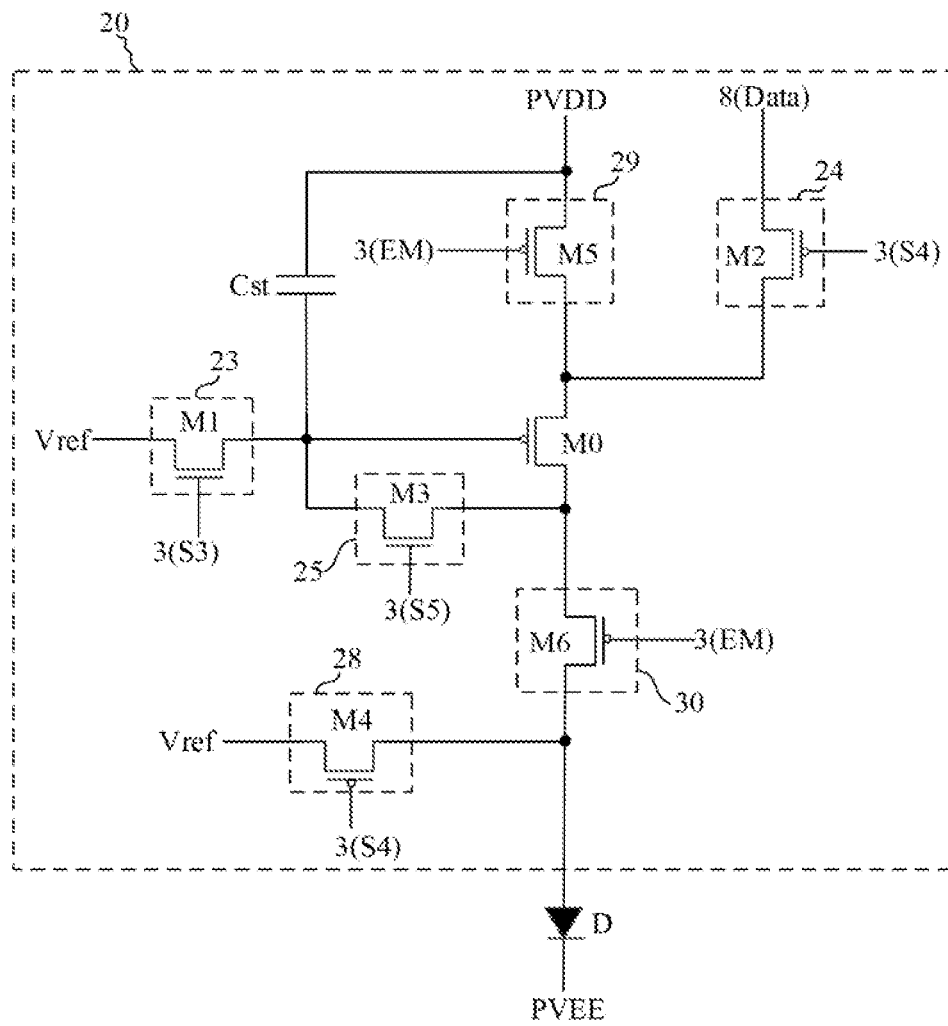 20
PVDD
8(Data)
29
24
3(EM)
M5
M2
3(S4)
Cst
23
M1
Vref
M0
M3
3(S3)
25
3(S5)
M6
3(EM)
28
30
M4
Vref
3(S4)
D
PVEE